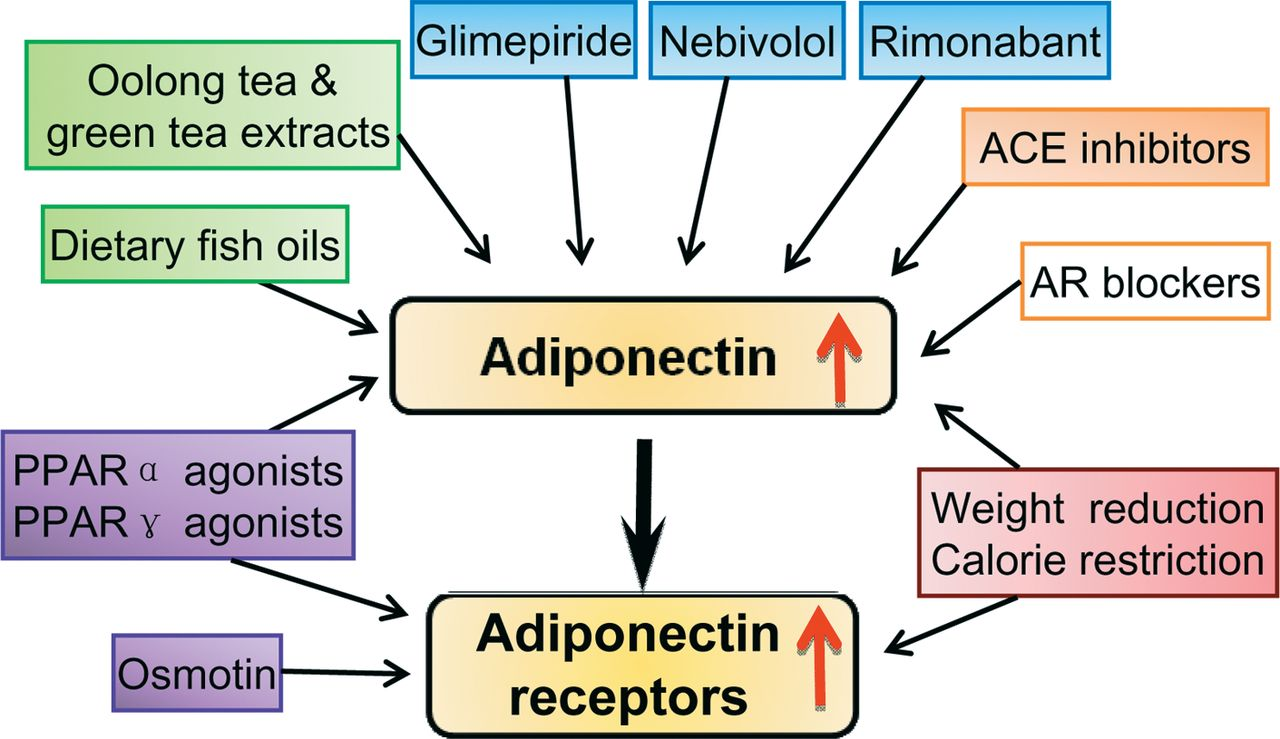 Glimepiride
Nebivolol
Rimonabant
Oolong tea &
green tea extracts
ACE inhibitors
Dietary fish oils
AR blockers
Adiponectin
PPAR α agonists
PPAR ɣ agonists
Weight reduction
Calorie restriction
Adiponectin
receptors
Osmotin